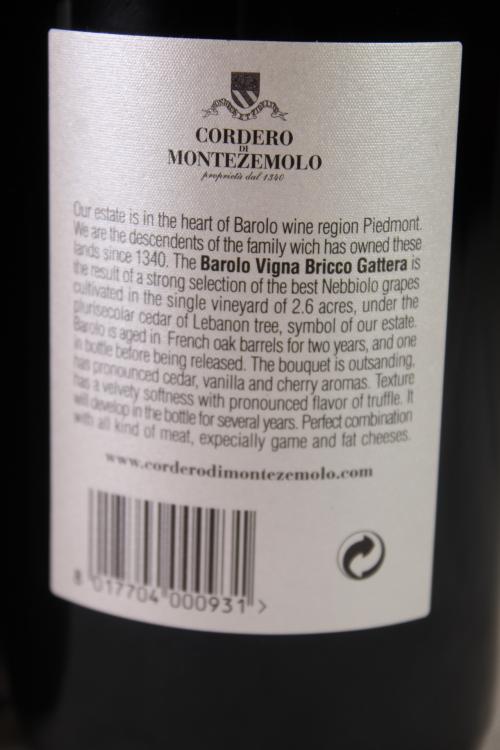 CORDERO
DI
MONTEZEMOLO
proprietà dal 1340
Our estate is in the heart of Barolo wine region Piedmont.
We are the descendents of the family wich has owned these
lands since 1340. The Barolo Vigna Bricco Gattera is
the result of a strong selection of the best Nebbiolo grapes
cultivated in the single vineyard of 2.6 acres, under the
plurisecolar cedar of Lebanon tree, symbol of our estate.
Barolo is aged in French oak barrels for two years, and one
in bottle before being released. The bouquet is outsanding,
has pronounced cedar, vanilla and cherry aromas. Texture
has a velvety softness with pronounced flavor of truffle. It
will develop in the bottle for several years. Perfect combination
with all kind of meat, expecially game and fat cheeses.
www.corderodimontezemolo.com
8 017704 000931 >